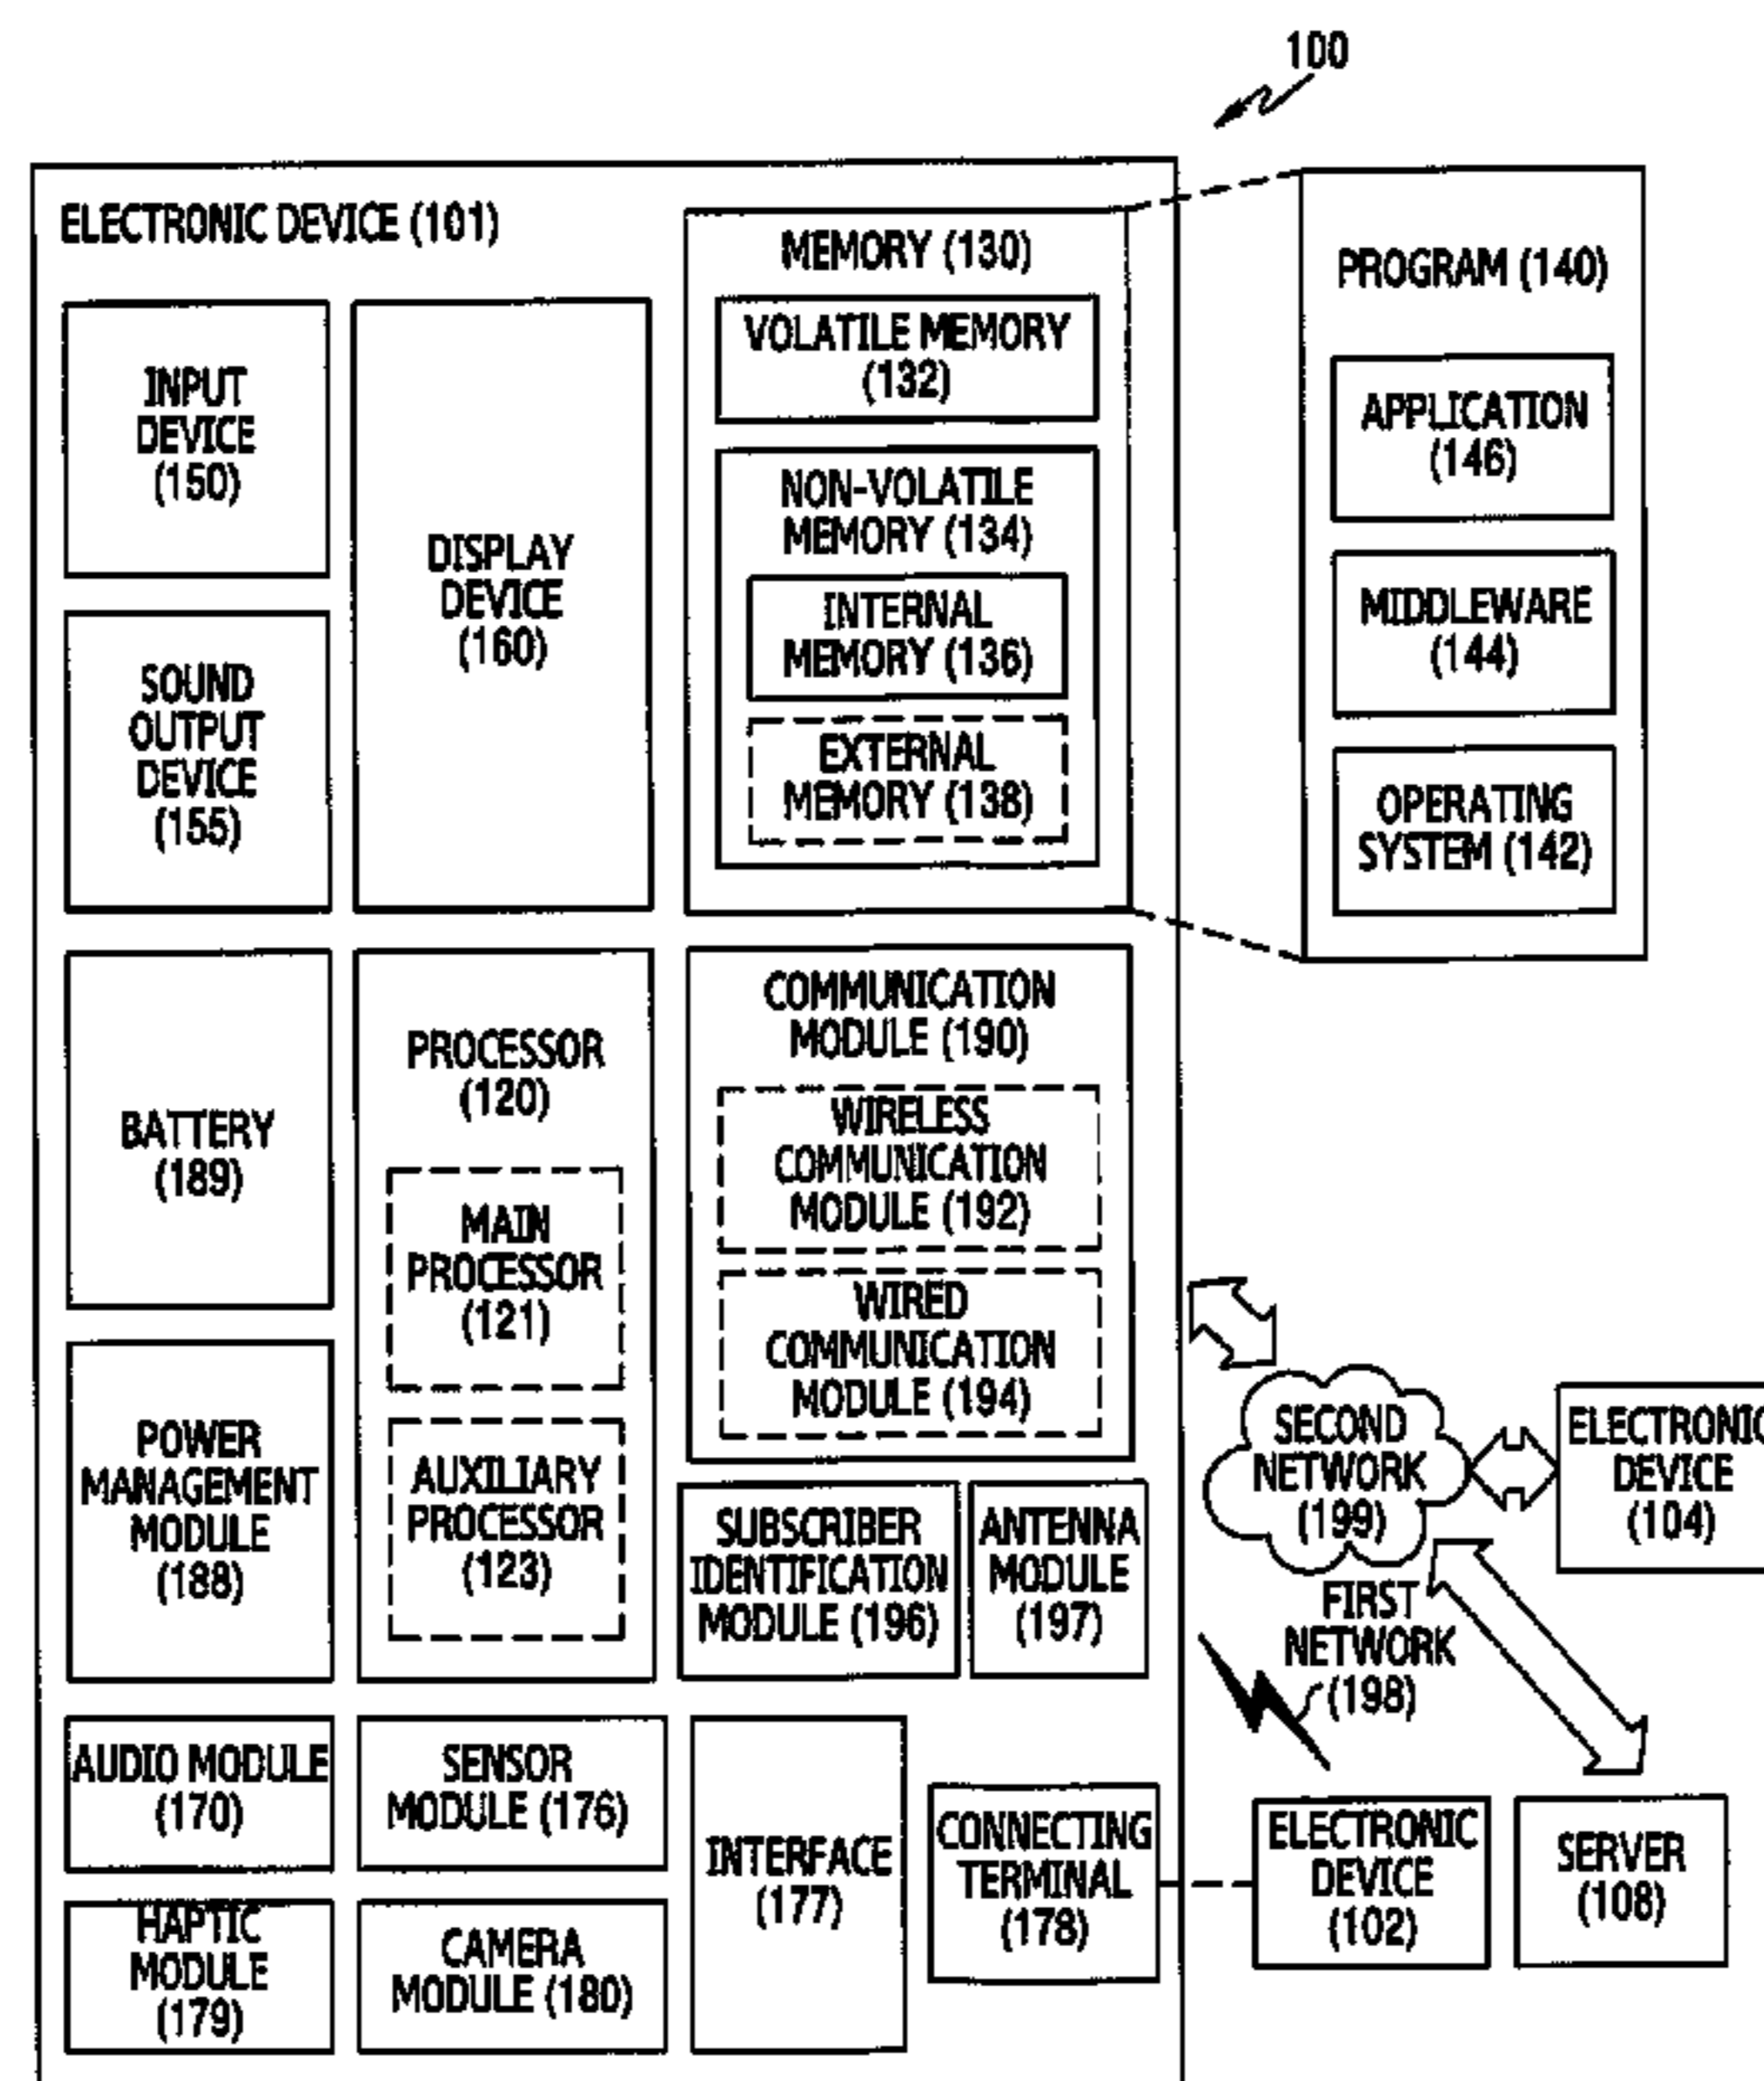 100
ELECTRONIC DEVICE (101)
INPUT
DEVICE
(150)
DISPLAY
DEVICE
(160)
SOUND
OUTPUT
DEVICE
(155)
MEMORY (130)
VOLATILE MEMORY
(132)
NON-VOLATILE
MEMORY (134)
INTERNAL
MEMORY (136)
EXTERNAL
MEMORY (138)
PROGRAM (140)
APPLICATION
(146)
MIDDLEWARE
(144)
OPERATING
SYSTEM (142)
BATTERY
(189)
POWER
MANAGEMENT
MODULE
(188)
PROCESSOR
(120)
MAIN
PROCESSOR
(121)
AUXILIARY
PROCESSOR
(123)
COMMUNICATION
MODULE (190)
WIRELESS
COMMUNICATION
MODULE (192)
WIRED
COMMUNICATION
MODULE (194)
SUBSCRIBER
IDENTIFICATION
MODULE (196)
ANTENNA
MODULE
(197)
SECOND
NETWORK
(199)
ELECTRONIC
DEVICE
(104)
FIRST
NETWORK
(198)
AUDIO MODULE
(170)
SENSOR
MODULE (176)
HAPTIC
MODULE
(179)
CAMERA
MODULE (180)
INTERFACE
(177)
CONNECTING
TERMINAL
(178)
ELECTRONIC
DEVICE
(102)
SERVER
(108)